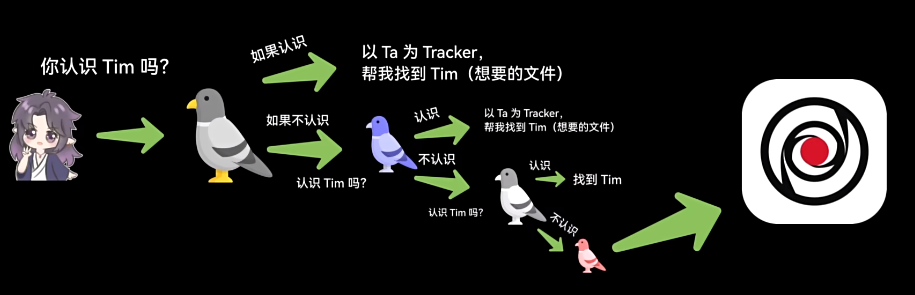 你认识 Tim 吗?
如果认识
以 Ta 为 Tracker，
帮我找到 Tim（想要的文件）
如果不认识
认识 Tim 吗?
认识
以 Ta 为 Tracker，
帮我找到 Tim（想要的文件）
不认识
认识 Tim 吗?
认识
找到 Tim
不认识